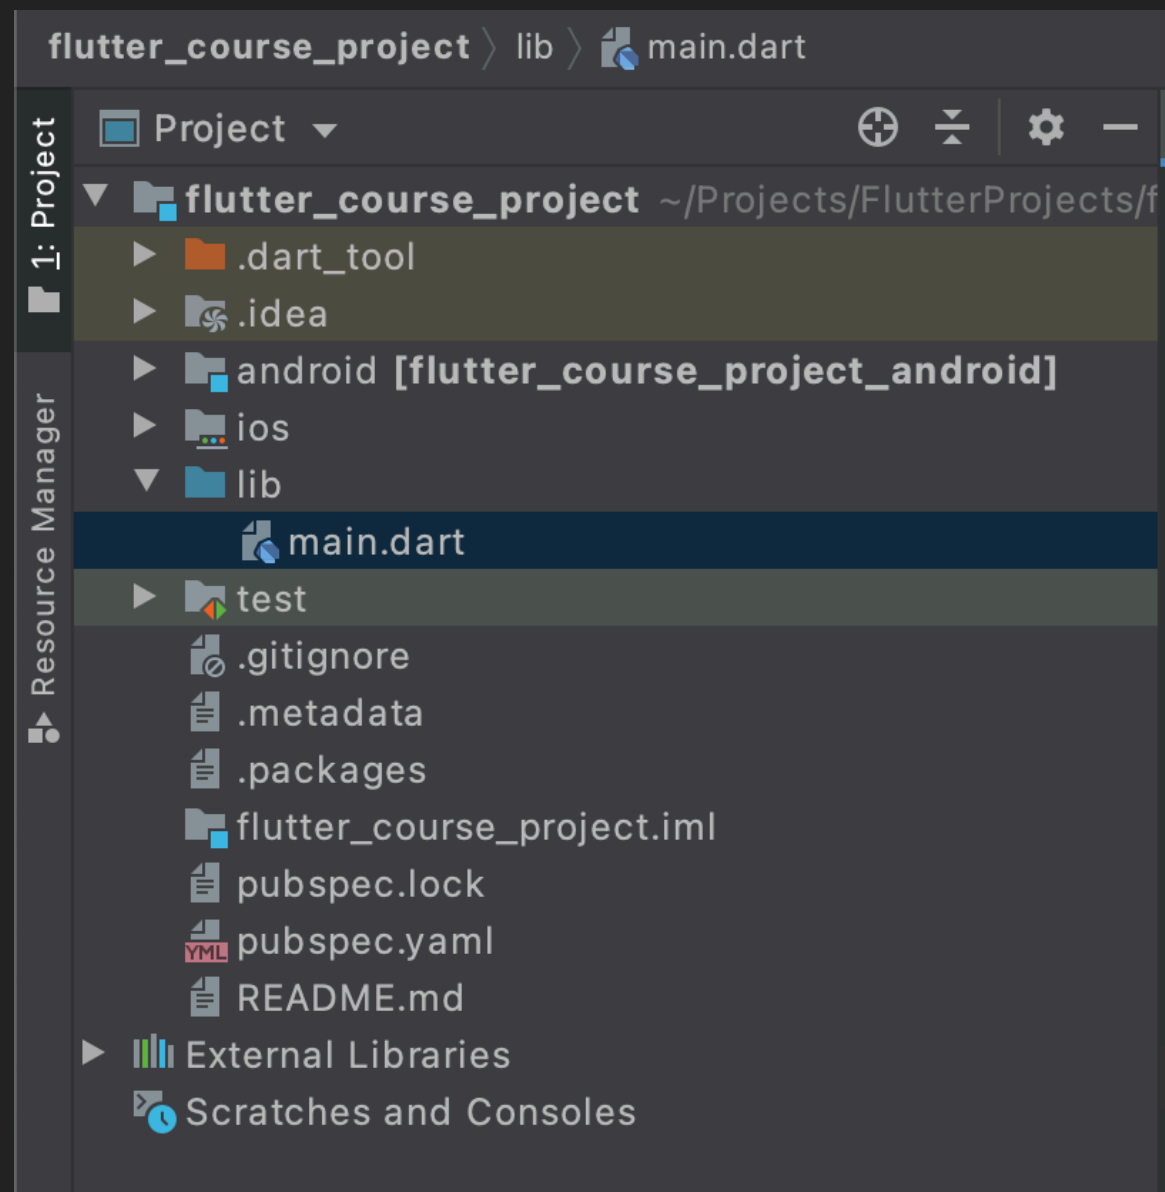 flutter_course_project lib main.dart
1: Project
Resource Manager
Project
flutter_course_project ~/Projects/FlutterProjects/f
.dart_tool
.idea
android [flutter_course_project_android]
ios
lib
main.dart
test
.gitignore
.metadata
.packages
flutter_course_project.iml
pubspec.lock
YML pubspec.yaml
README.md
External Libraries
Scratches and Consoles